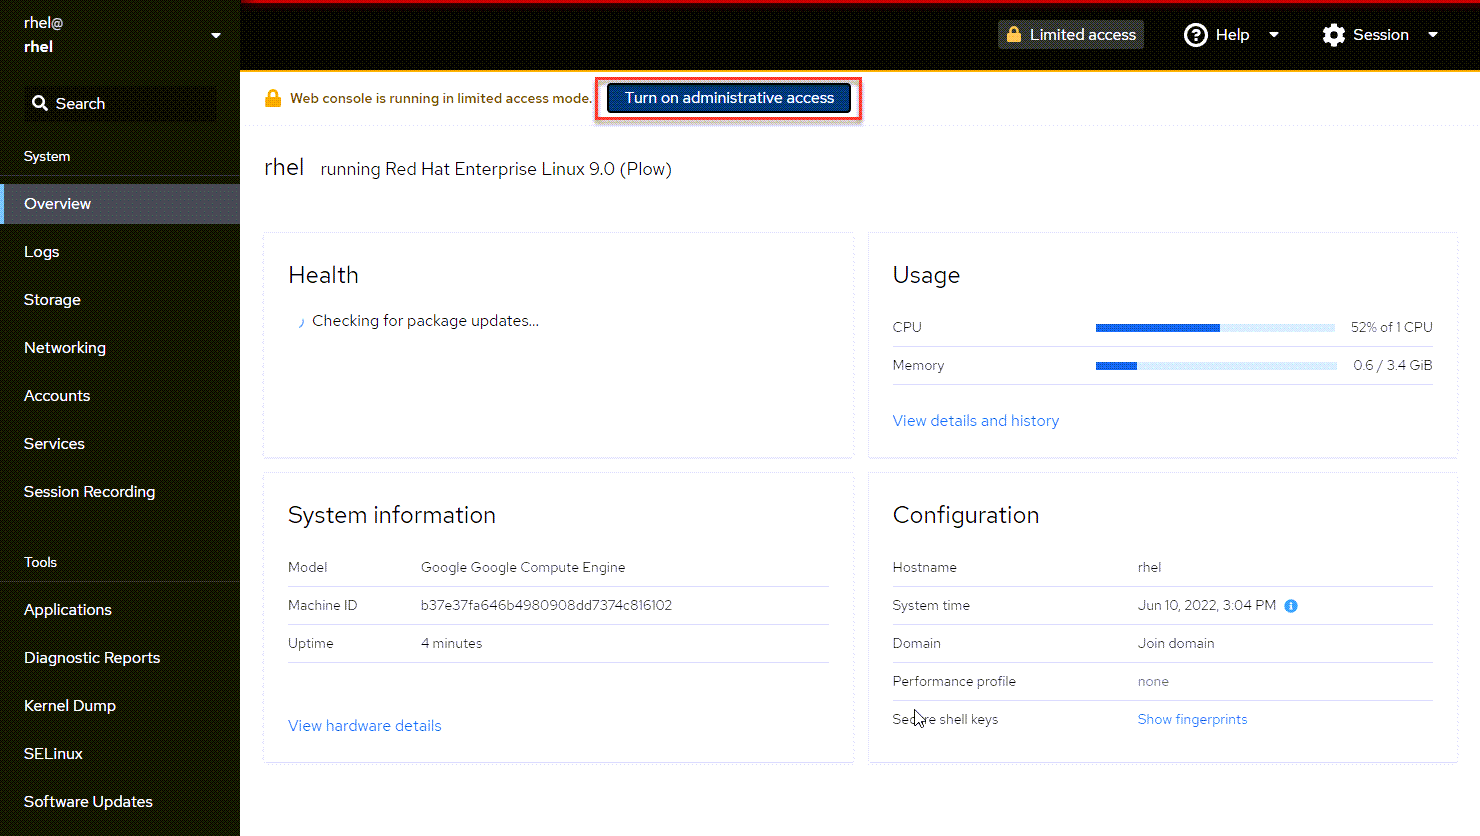 rhel@
rhel
Limited access
Help
Session
Search
Web console is running in limited access mode.
Turn on administrative access
System
rhel running Red Hat Enterprise Linux 9.0 (Plow)
Overview
Logs
Storage
Networking
Accounts
Services
Session Recording
Tools
Applications
Diagnostic Reports
Kernel Dump
SELinux
Software Updates
Health
Checking for package updates...
Usage
CPU 52% of 1 CPU
Memory 0.6 / 3.4 GiB
View details and history
System information
Model Google Google Compute Engine
Machine ID b37e37fa646b4980908dd7374c816102
Uptime 4 minutes
View hardware details
Configuration
Hostname rhel
System time Jun 10, 2022, 3:04 PM
Domain Join domain
Performance profile none
Secure shell keys Show fingerprints